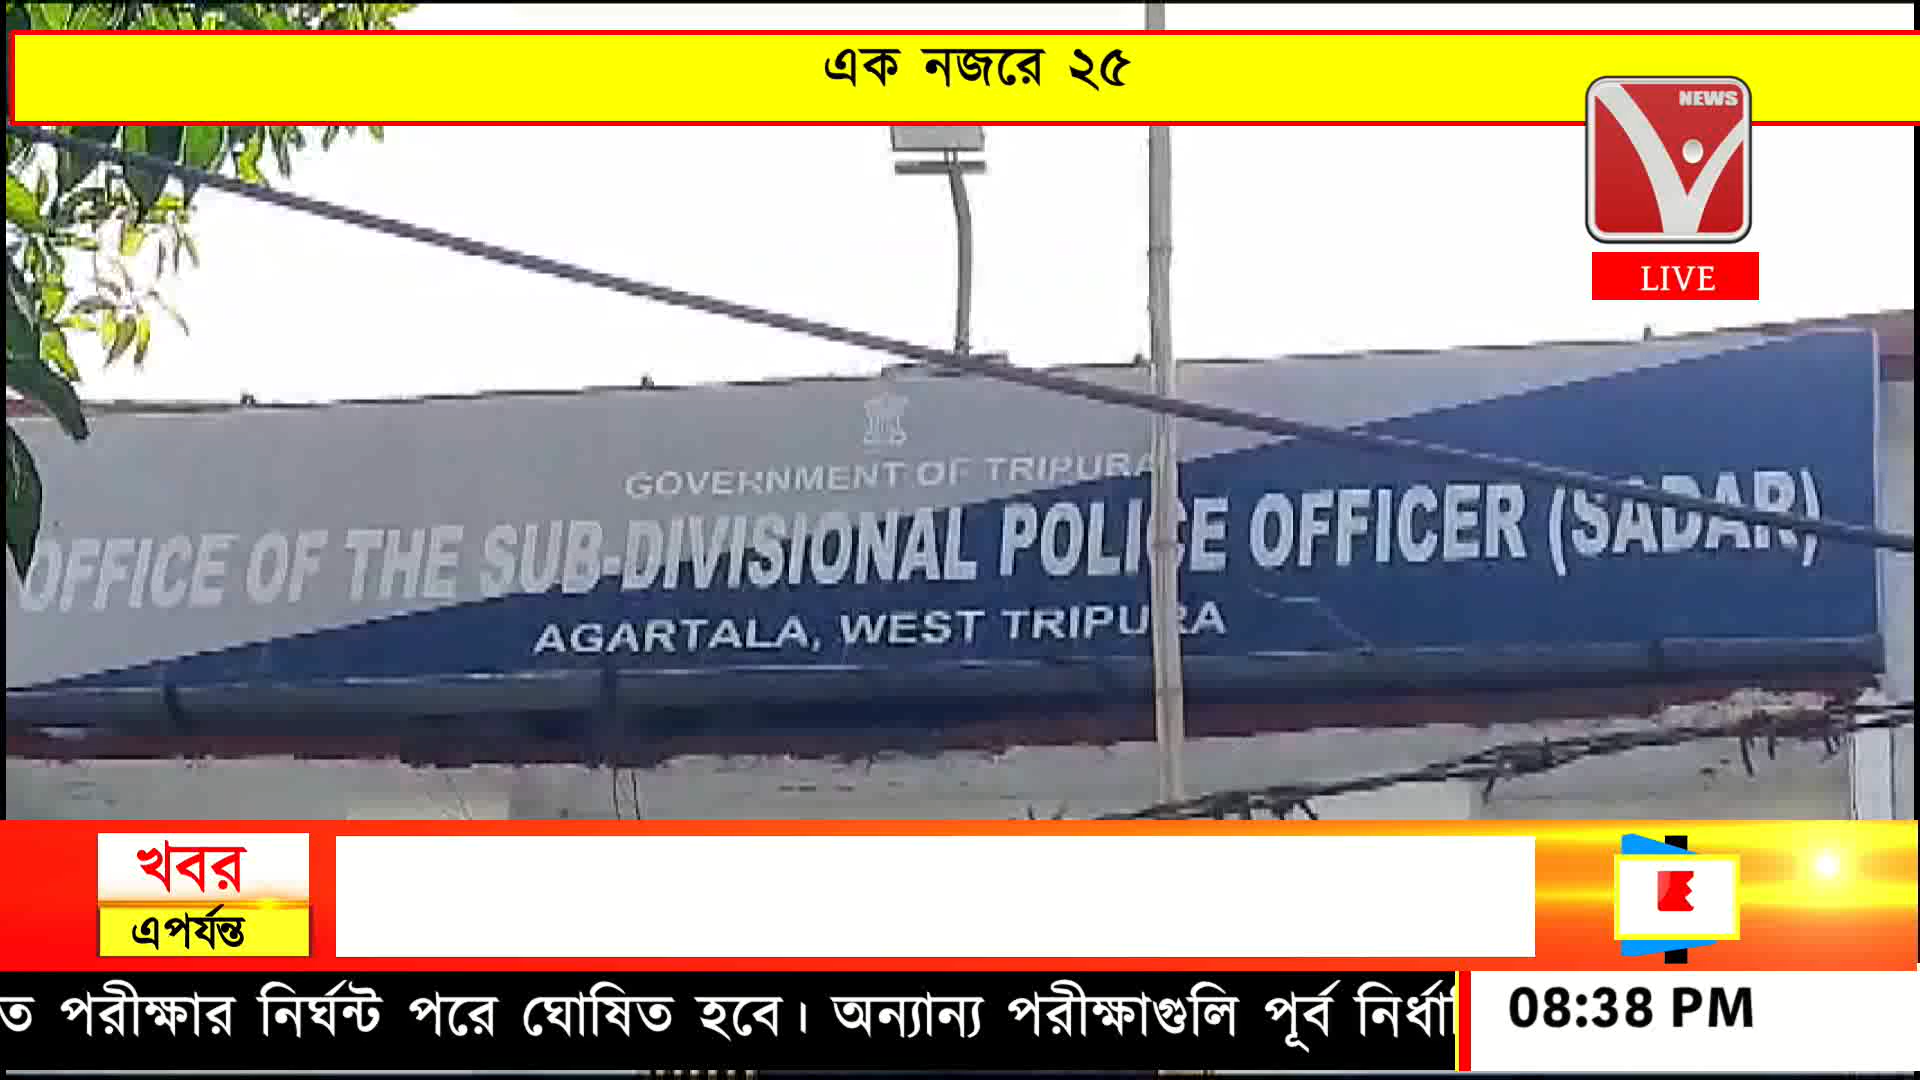 এক নজরে ২৫
NEWS
LIVE
GOVERNMENT OF TRIPURA
OFFICE OF THE SUB-DIVISIONAL POLICE OFFICER (SADAR)
AGARTALA, WEST TRIPURA
খবর
এপর্যন্ত
ত পরীক্ষার নির্ঘন্ট পরে ঘোষিত হবে। অন্যান্য পরীক্ষাগুলি পূর্ব
08:38 PM